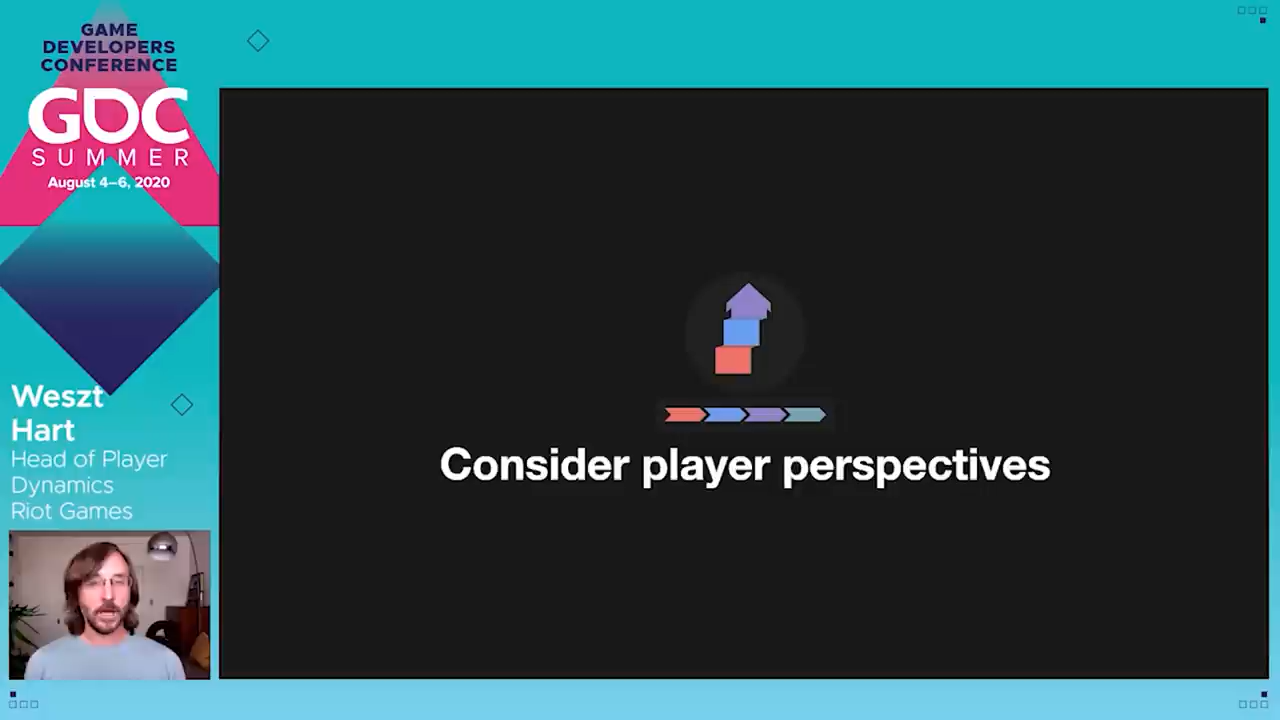 GAME
DEVELOPERS
CONFERENCE
GDC
SUMMER
August 4–6, 2020
Weszt
Hart
Head of Player
Dynamics
Riot Games
Consider player perspectives